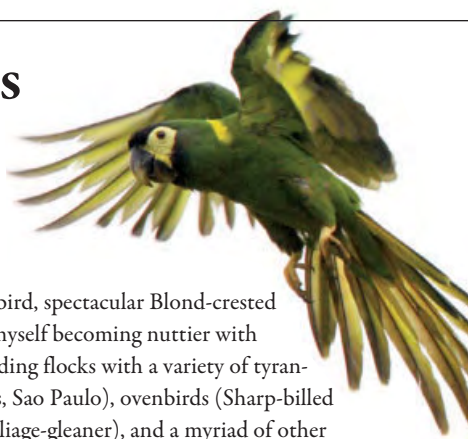 s
bird, spectacular Blond-crested
myself becoming nuttier with
ding flocks with a variety of tyran-
s, Sao Paulo), ovenbirds (Sharp-billed
liage-gleaner), and a myriad of other